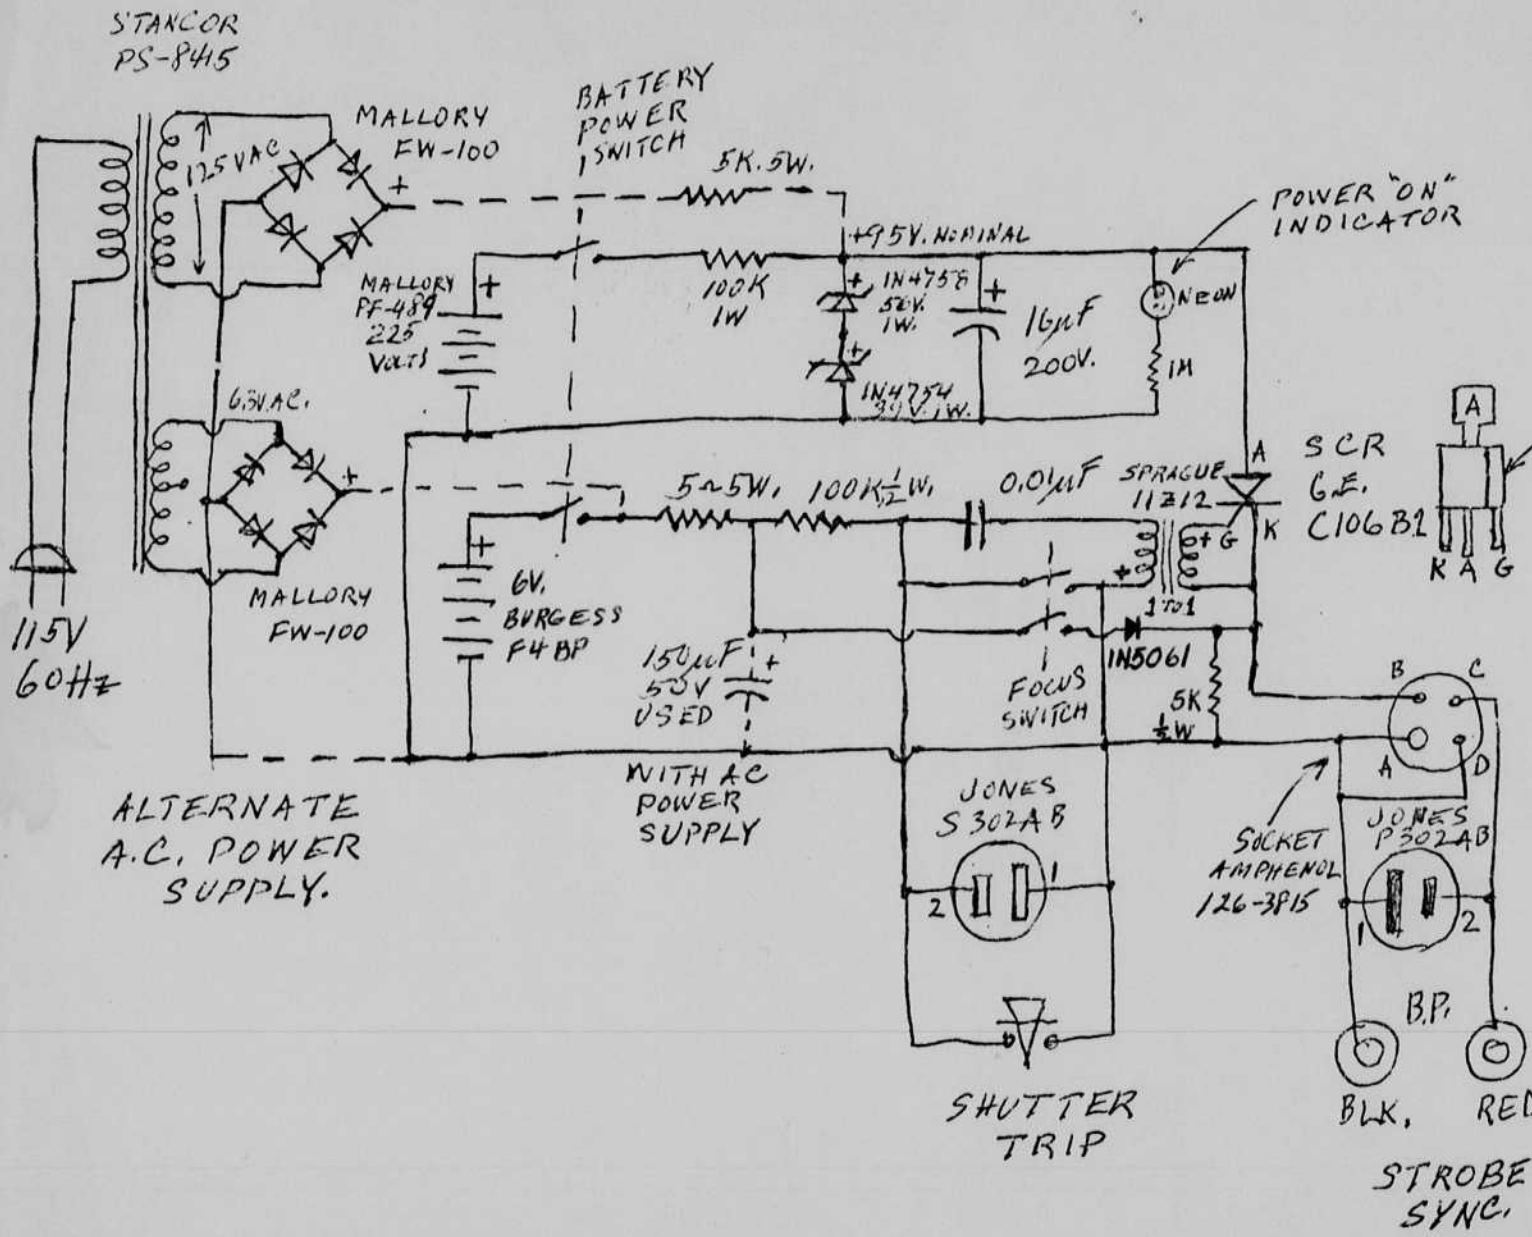 STANCOR
PS-8415
125VAC
MALLORY
FW-100
+
BATTERY
POWER
SWITCH
5K.5W.
+95V. NOMINAL
POWER "ON"
INDICATOR
MALLORY
PF-489
225
VOLTS
+
100K
1W
+
1N4758
56V.
1W.
+
1N4754
39V.1W.
+
16µF
200V.
NEON
1M
6.3V.AC.
+
MALLORY
FW-100
115V
60Hz
+
6V.
BURGESS
F4BP
5~5W.
100K½W.
0.01µF
SPRAGUE
11Z12
+
+
G
1 TO 1
A
K
SCR
G.E.
C106B1
A
K A G
150µF
50V
USED
+
WITH AC
POWER
SUPPLY
FOCUS
SWITCH
1N5061
5K
½W
B C
A D
ALTERNATE
A.C. POWER
SUPPLY.
JONES
S302AB
2 1
SOCKET
AMPHENOL
126-3815
JONES
P302AB
1 2
B.P.
BLK. RED
SHUTTER
TRIP
STROBE
SYNC.